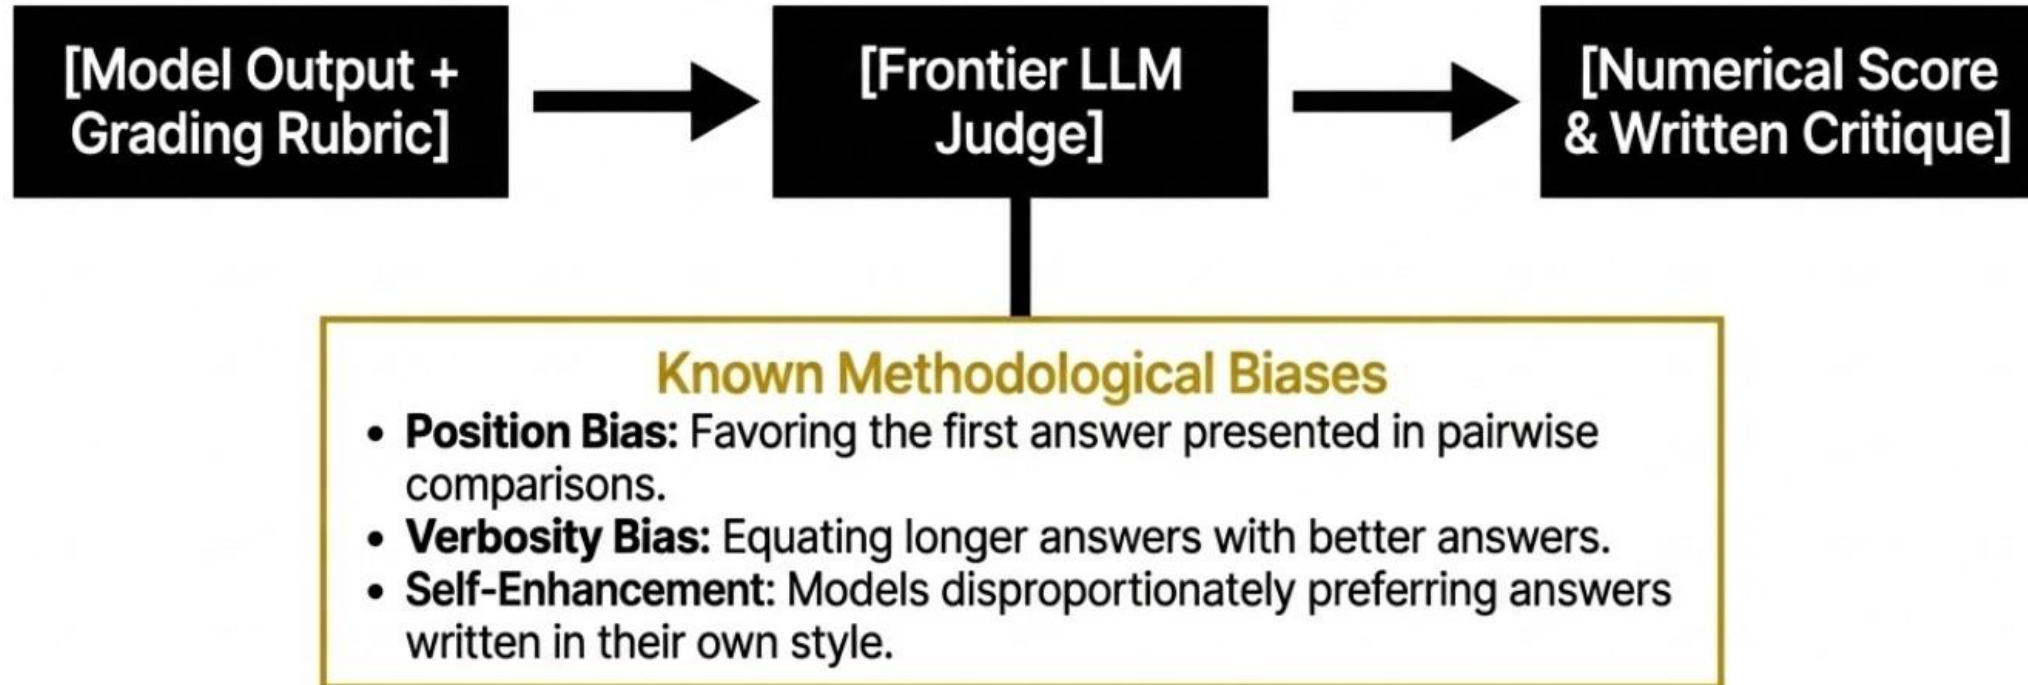 [Model Output +
Grading Rubric]
[Frontier LLM
Judge]
[Numerical Score
& Written Critique]
Known Methodological Biases
• Position Bias: Favoring the first answer presented in pairwise
comparisons.
• Verbosity Bias: Equating longer answers with better answers.
• Self-Enhancement: Models disproportionately preferring answers
written in their own style.